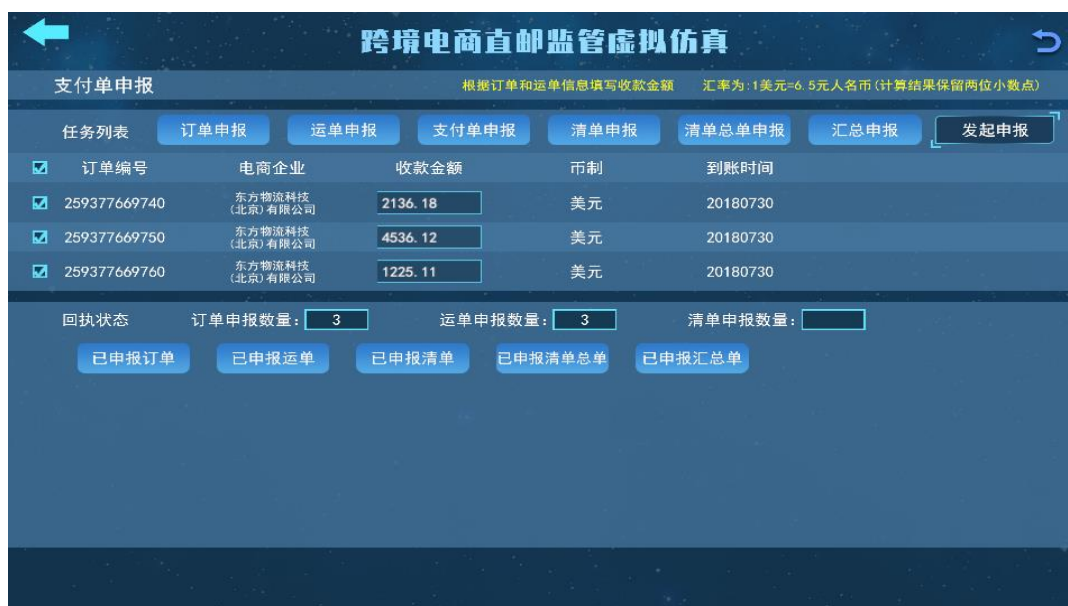 跨境电商直邮监管虚拟仿真
支付单申报 根据订单和运单信息填写收款金额 汇率为:1美元=6.5元人名币(计算结果保留两位小数点)
任务列表 订单申报 运单申报 支付单申报 清单申报 清单总单申报 汇总申报 发起申报
订单编号 电商企业 收款金额 币制 到账时间
259377669740 东方物流科技(北京)有限公司 2136.18 美元 20180730
259377669750 东方物流科技(北京)有限公司 4536.12 美元 20180730
259377669760 东方物流科技(北京)有限公司 1225.11 美元 20180730
回执状态 订单申报数量: 3 运单申报数量: 3 清单申报数量:
已申报订单 已申报运单 已申报清单 已申报清单总单 已申报汇总单